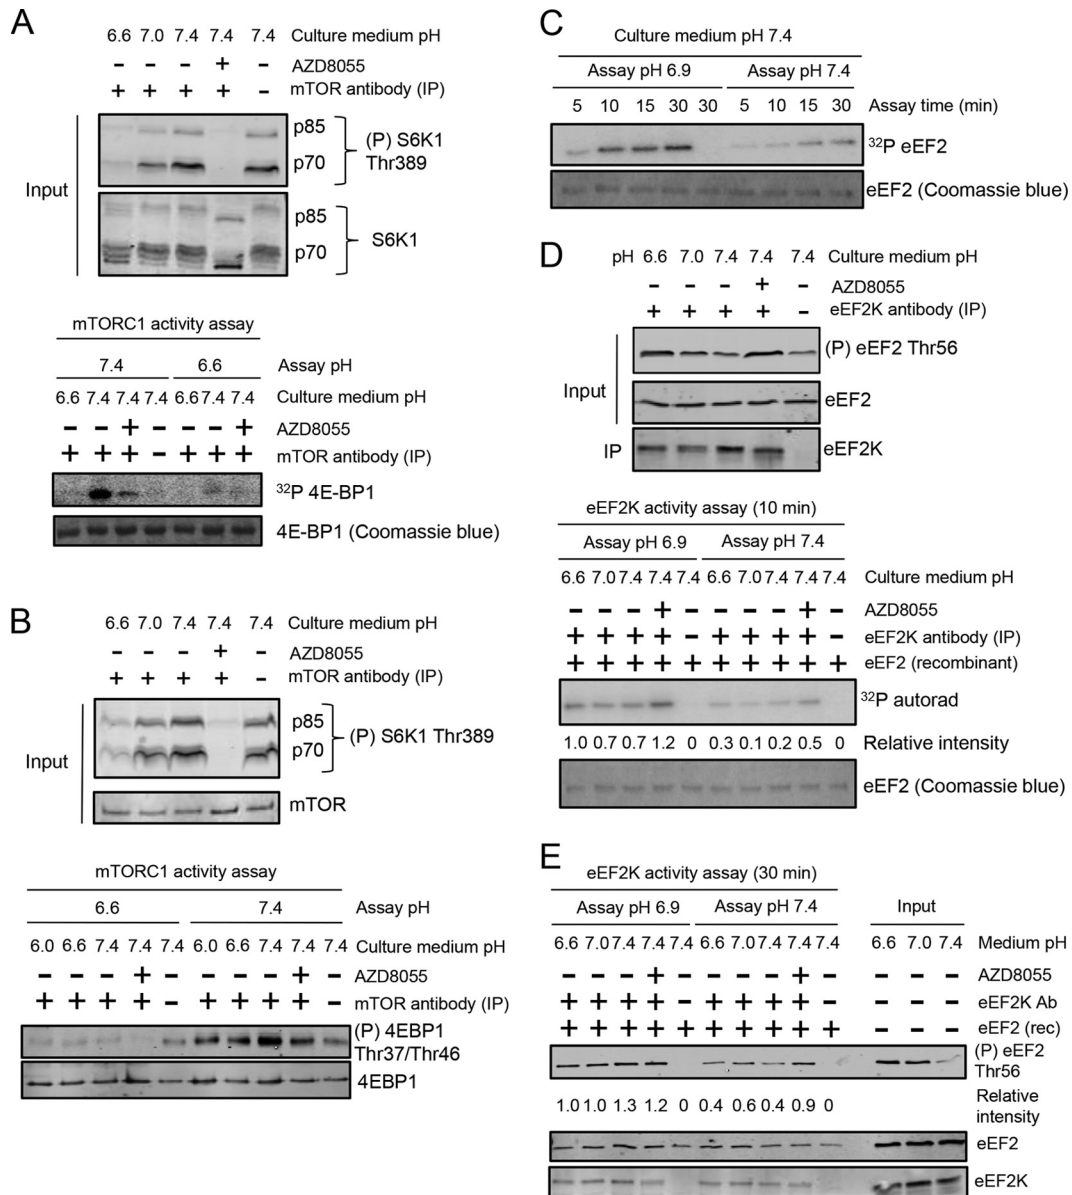 A
6.6 7.0 7.4 7.4 7.4 Culture medium pH
- - - + - AZD8055
+ + + + - mTOR antibody (IP)
Input
p85
p70
(P) S6K1
Thr389
p85
p70
S6K1
mTORC1 activity assay
7.4 6.6 Assay pH
6.6 7.4 7.4 7.4 6.6 7.4 7.4 Culture medium pH
- - + - - - + AZD8055
+ + + - + + + mTOR antibody (IP)
32P 4E-BP1
4E-BP1 (Coomassie blue)
B
6.6 7.0 7.4 7.4 7.4 Culture medium pH
- - - + - AZD8055
+ + + + - mTOR antibody (IP)
Input
p85
p70
(P) S6K1 Thr389
mTOR
mTORC1 activity assay
6.6 7.4 Assay pH
6.0 6.6 7.4 7.4 7.4 6.0 6.6 7.4 7.4 7.4 Culture medium pH
- - - + - - - - + - AZD8055
+ + + + - + + + + - mTOR antibody (IP)
(P) 4EBP1
Thr37/Thr46
4EBP1
C
Culture medium pH 7.4
Assay pH 6.9 Assay pH 7.4
5 10 15 30 30 5 10 15 30 Assay time (min)
32P eEF2
eEF2 (Coomassie blue)
D
pH 6.6 7.0 7.4 7.4 7.4 Culture medium pH
- - - + - AZD8055
+ + + + - eEF2K antibody (IP)
Input
(P) eEF2 Thr56
eEF2
IP eEF2K
eEF2K activity assay (10 min)
Assay pH 6.9 Assay pH 7.4
6.6 7.0 7.4 7.4 7.4 6.6 7.0 7.4 7.4 7.4 Culture medium pH
- - - + - - - - + - AZD8055
+ + + + - + + + + - eEF2K antibody (IP)
+ + + + + + + + + + eEF2 (recombinant)
32P autorad
1.0 0.7 0.7 1.2 0 0.3 0.1 0.2 0.5 0 Relative intensity
eEF2 (Coomassie blue)
E
eEF2K activity assay (30 min)
Assay pH 6.9 Assay pH 7.4 Input
6.6 7.0 7.4 7.4 7.4 6.6 7.0 7.4 7.4 7.4 6.6 7.0 7.4 Medium pH
- - - + - - - - + - - - - AZD8055
+ + + + - + + + + - - - - eEF2K Ab
+ + + + + + + + + + - - - eEF2 (rec)
(P) eEF2
Thr56
1.0 1.0 1.3 1.2 0 0.4 0.6 0.4 0.9 0 Relative
intensity
eEF2
eEF2K